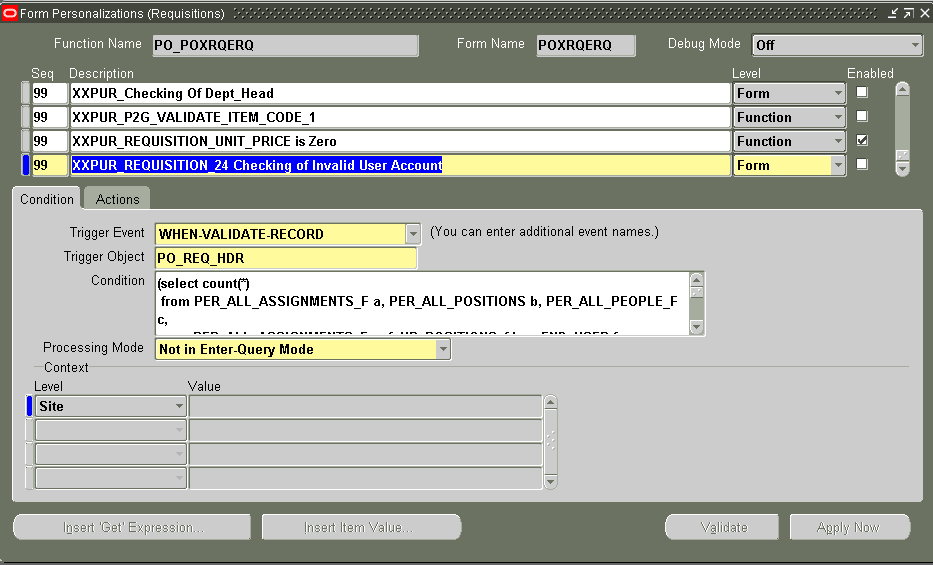 Form Personalizations (Requisitions)
Function Name PO_POXRQERQ Form Name POXRQERQ Debug Mode Off
Seq Description Level Enabled
99 XXPUR_Checking Of Dept_Head Form
99 XXPUR_P2G_VALIDATE_ITEM_CODE_1 Function
99 XXPUR_REQUISITION_UNIT_PRICE is Zero Function
99 XXPUR_REQUISITION_24 Checking of Invalid User Account Form
Condition Actions
Trigger Event WHEN-VALIDATE-RECORD (You can enter additional event names.)
Trigger Object PO_REQ_HDR
Condition (select count(*)
from PER_ALL_ASSIGNMENTS_F a, PER_ALL_POSITIONS b, PER_ALL_PEOPLE_F
c,
Processing Mode Not in Enter-Query Mode
Context
Level Value
Site
Insert 'Get' Expression... Insert Item Value... Validate Apply Now